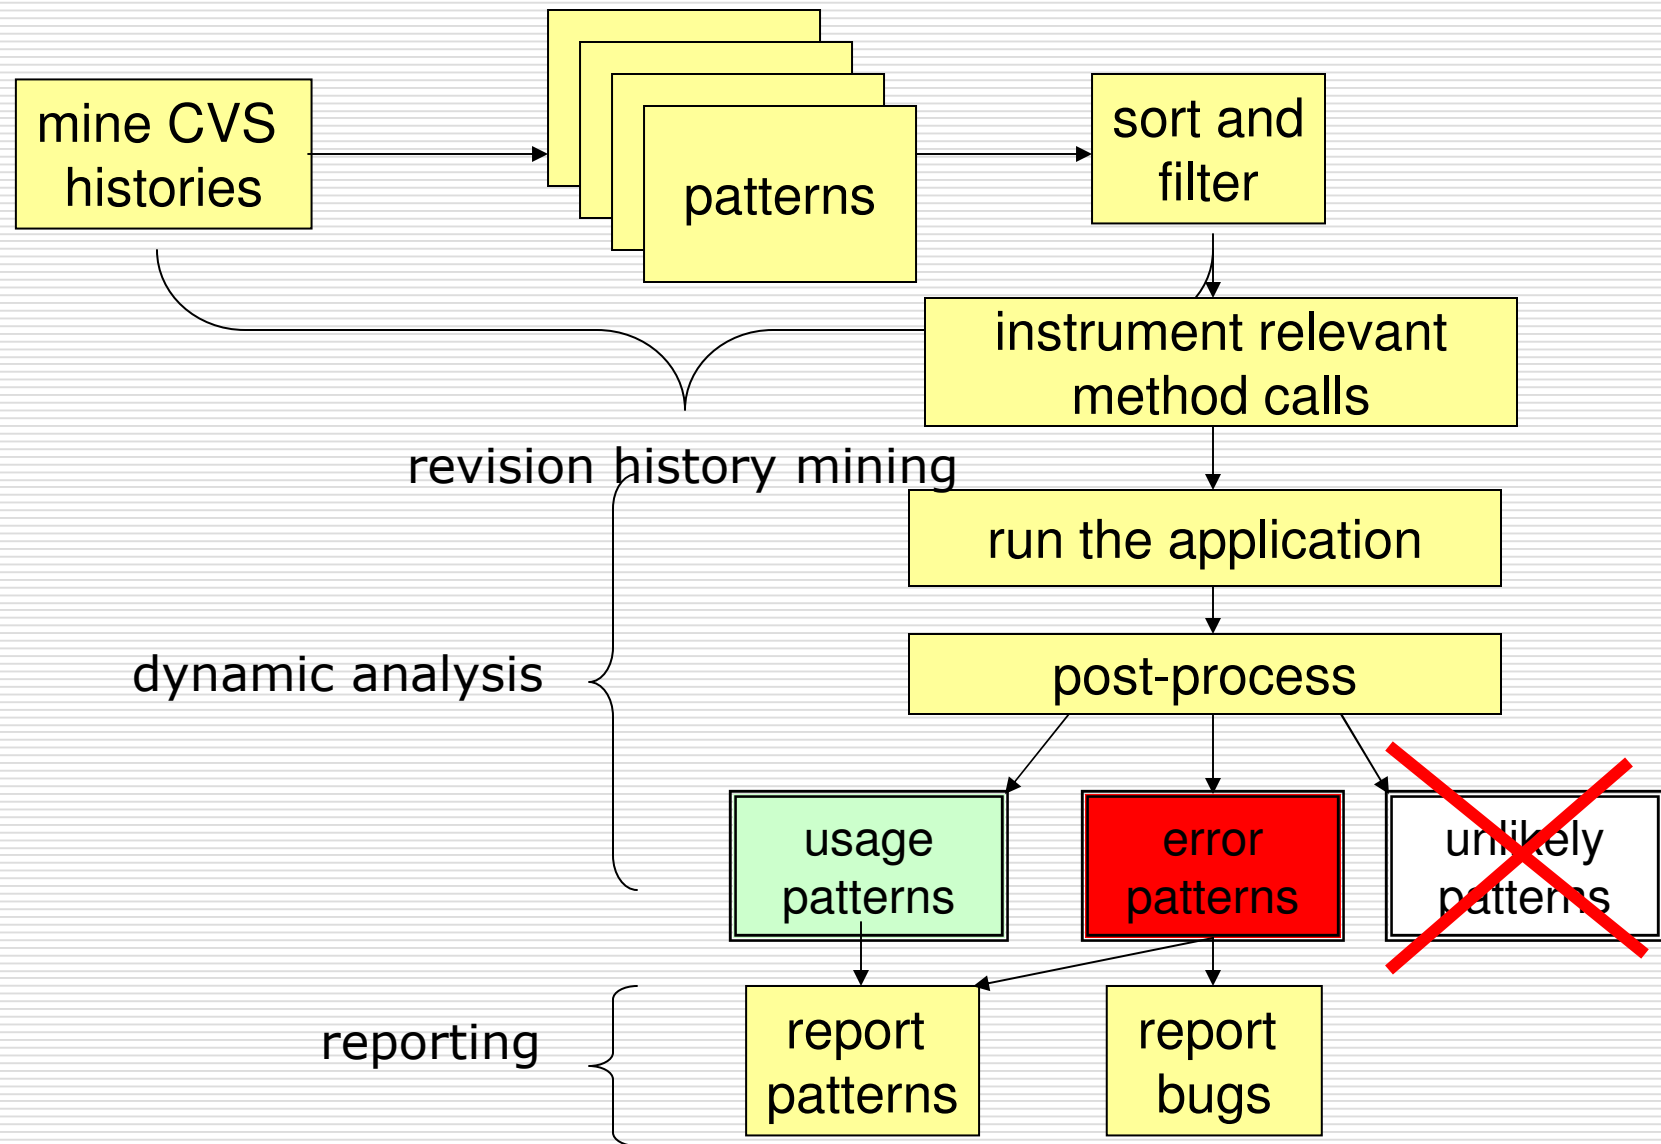 mine CVS
histories
patterns
sort and
filter
instrument relevant
method calls
revision history mining
run the application
dynamic analysis
post-process
usage
patterns
error
patterns
unlikely
patterns
reporting
report
patterns
report
bugs